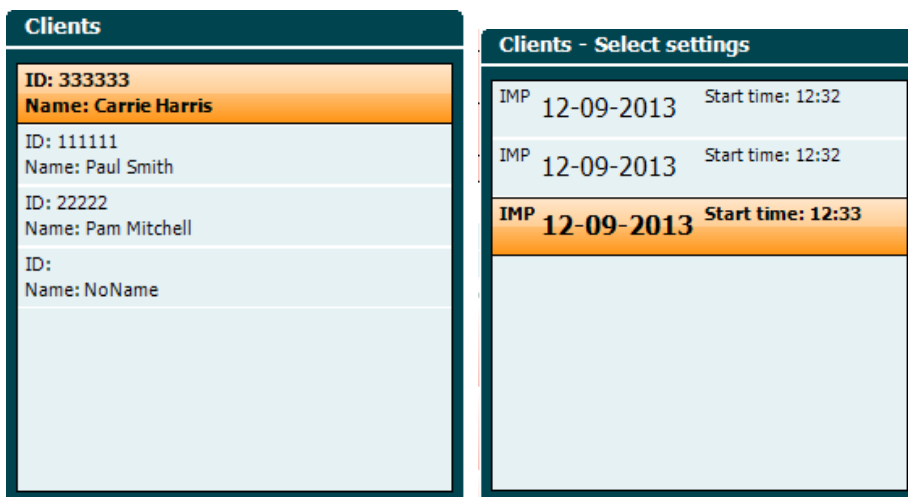 Clients
ID: 333333
Name: Carrie Harris
ID: 111111
Name: Paul Smith
ID: 22222
Name: Pam Mitchell
ID:
Name: NoName
Clients - Select settings
IMP 12-09-2013 Start time: 12:32
IMP 12-09-2013 Start time: 12:32
IMP 12-09-2013 Start time: 12:33